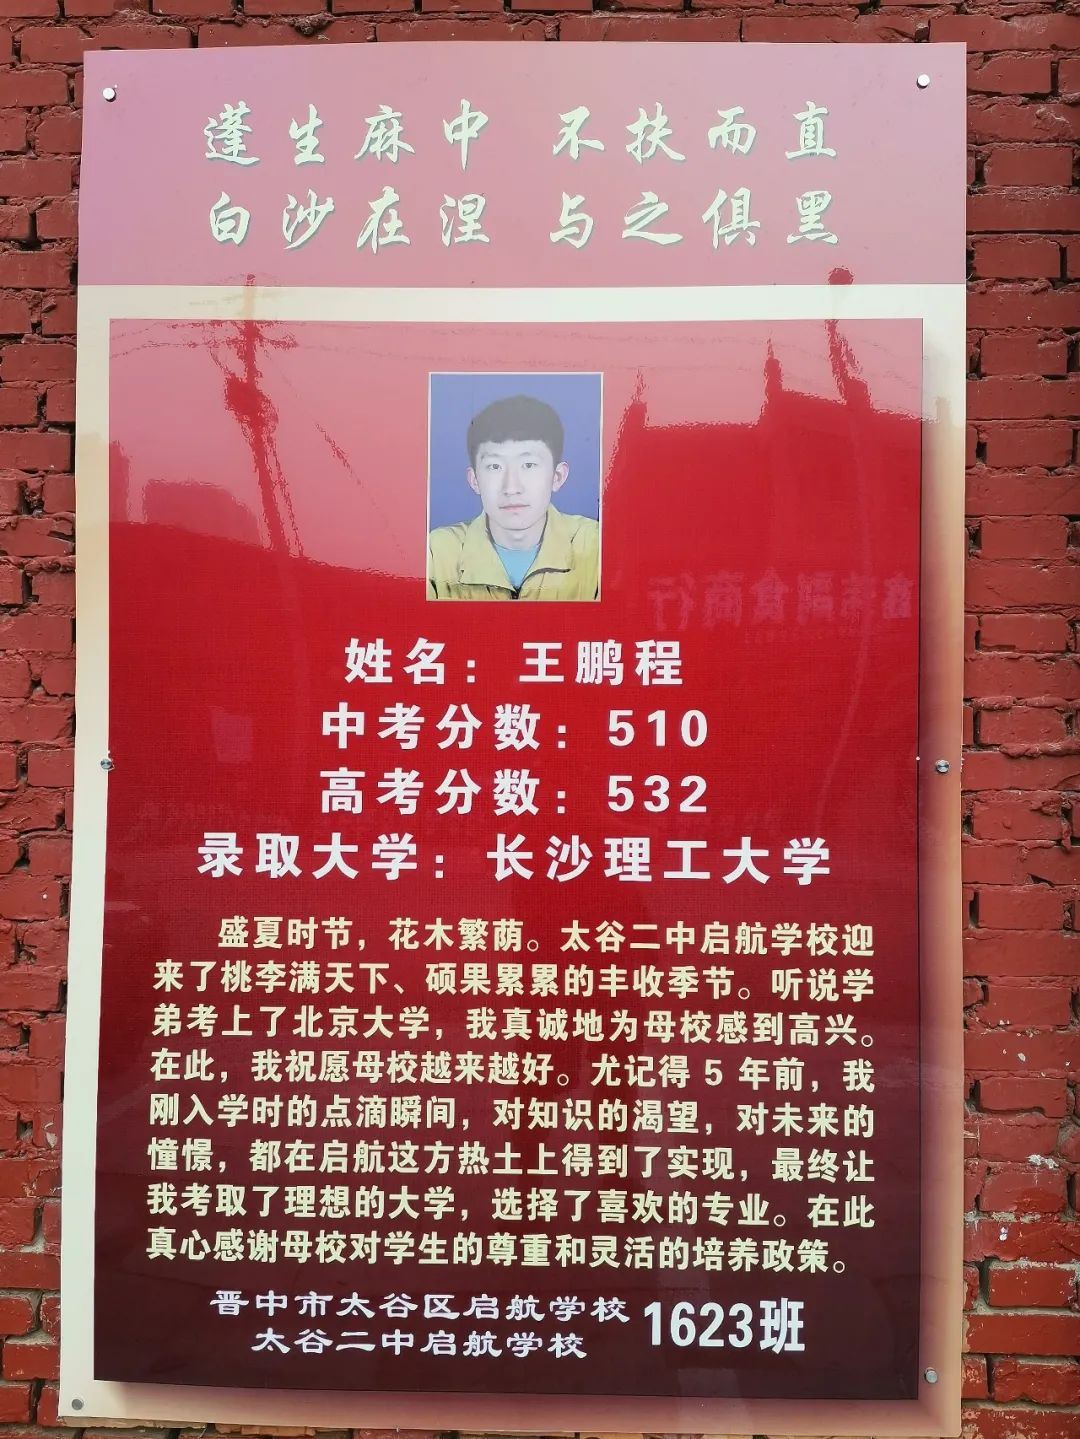 蓬生麻中 不扶而直
白沙在涅 与之俱黑
姓名：王鹏程
中考分数：510
高考分数：532
录取大学：长沙理工大学
盛夏时节，花木繁荫。太谷二中启航学校迎
来了桃李满天下、硕果累累的丰收季节。听说学
弟考上了北京大学，我真诚地为母校感到高兴。
在此，我祝愿母校越来越好。尤记得 5 年前，我
刚入学时的点滴瞬间，对知识的渴望，对未来的
憧憬，都在启航这方热土上得到了实现，最终让
我考取了理想的大学，选择了喜欢的专业。在此
真心感谢母校对学生的尊重和灵活的培养政策。
晋中市太谷区启航学校
太谷二中启航学校
1623班